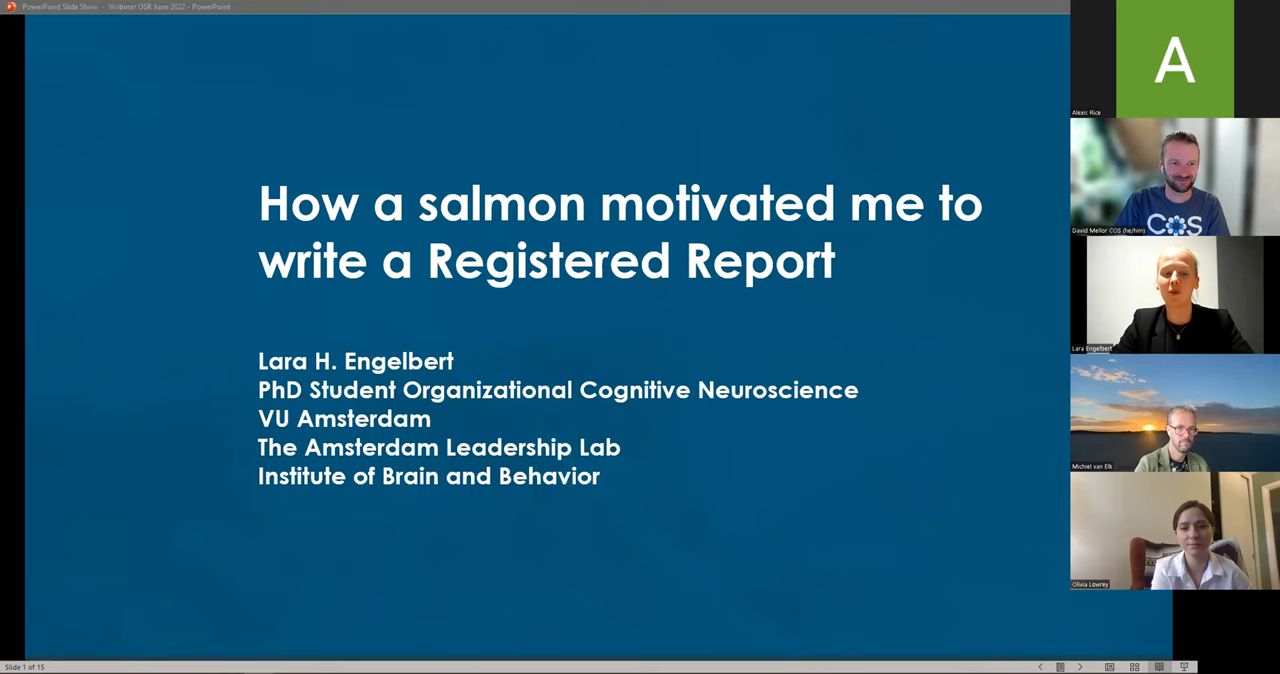 PowerPoint Slide Show - Webinar OSR June 2022 - PowerPoint
How a salmon motivated me to
write a Registered Report
Lara H. Engelbert
PhD Student Organizational Cognitive Neuroscience
VU Amsterdam
The Amsterdam Leadership Lab
Institute of Brain and Behavior
A
Alexis Rice
COS
David Mellor COS (he/him)
Lara Engelbert
Michiel van Elk
Olivia Lowrey
Slide 1 of 15